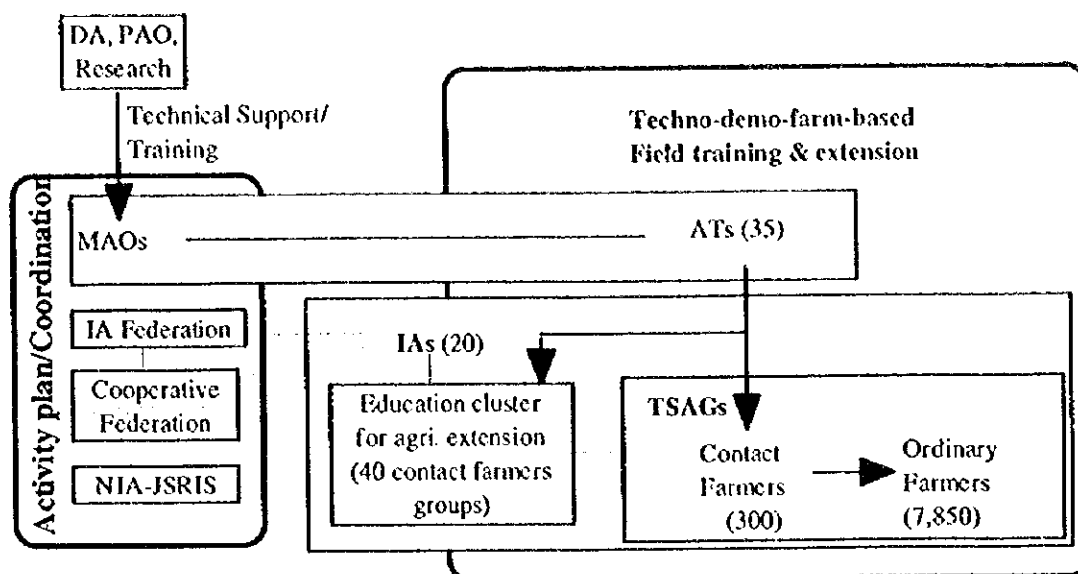 DA, PAO,
Research
Technical Support/
Training
Techno-demo-farm-based
Field training & extension
Activity plan/Coordination
MAOs
ATs (35)
IA Federation
Cooperative
Federation
NIA-JSRIS
IAs (20)
Education cluster
for agri. extension
(40 contact farmers
groups)
TSAGs
Contact
Farmers
(300)
Ordinary
Farmers
(7,850)